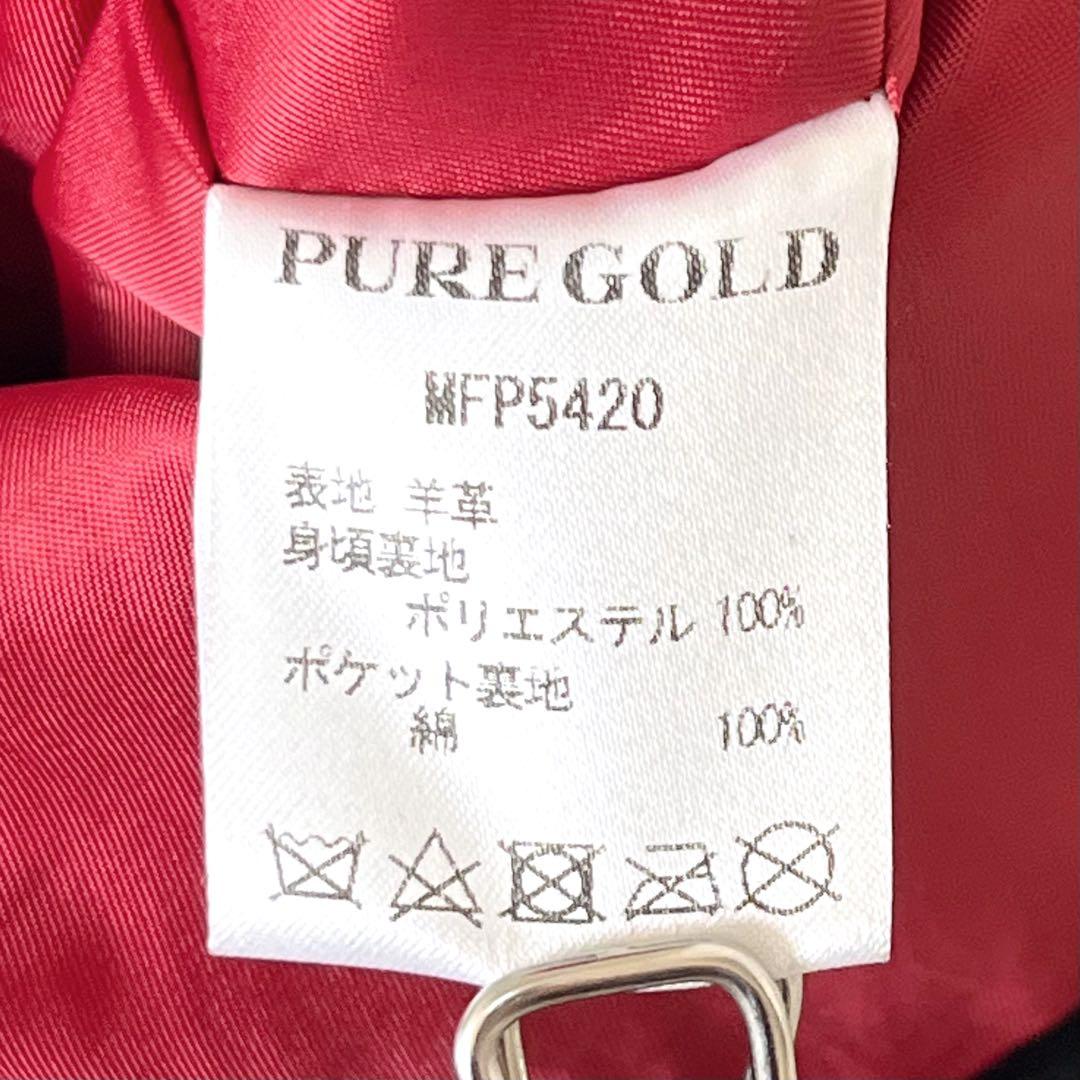 PURE GOLD
MFP5420
表地 羊革
身頃裏地
ポリエステル 100%
ポケット裏地
綿 100%